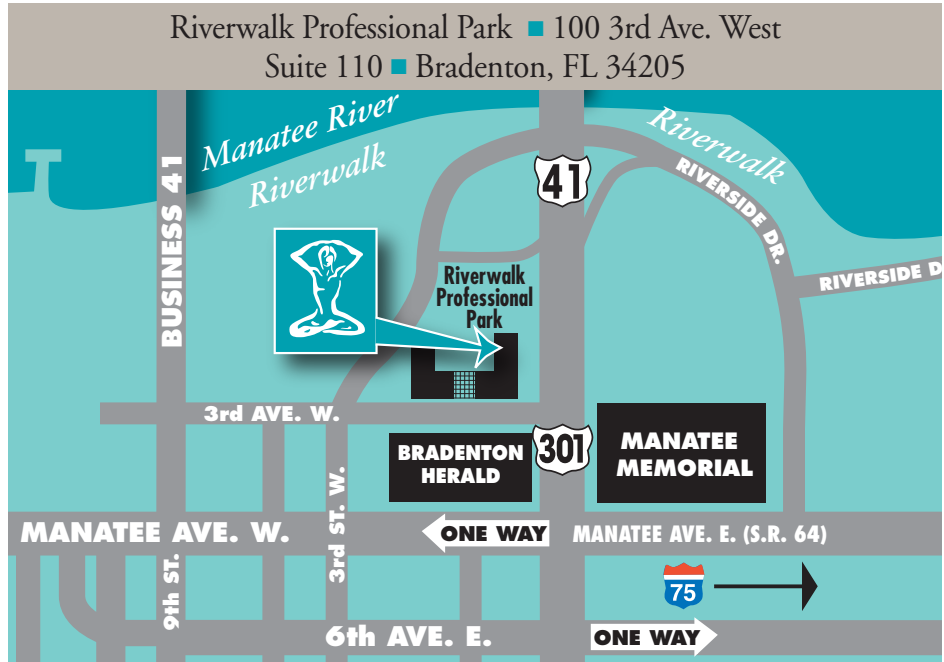 Riverwalk Professional Park ■ 100 3rd Ave. West
Suite 110 ■ Bradenton, FL 34205
Manatee River
Riverwalk
Riverwalk
BUSINESS 41
41
RIVERSIDE DR.
RIVERSIDE D
Riverwalk
Professional
Park
3rd AVE. W.
BRADENTON
HERALD
301
MANATEE
MEMORIAL
3rd ST. W.
MANATEE AVE. W.
ONE WAY
MANATEE AVE. E. (S.R. 64)
9th ST.
75
6th AVE. E.
ONE WAY